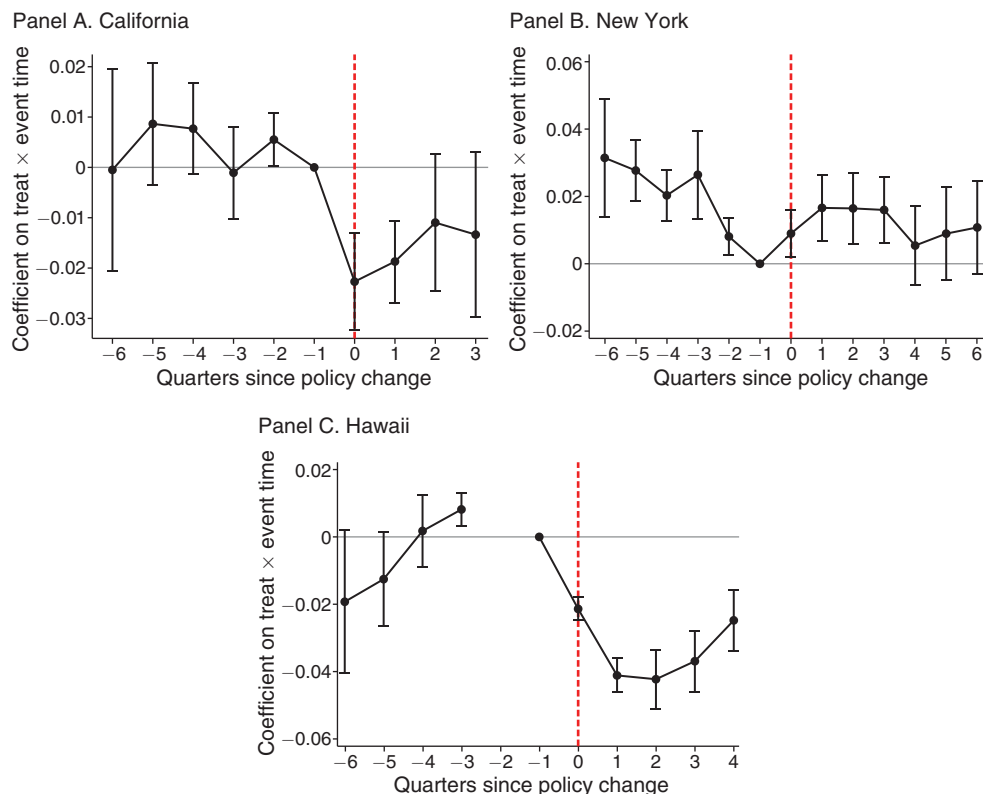 Panel A. California
Coefficient on treat × event time
0.02
0.01
0
−0.01
−0.02
−0.03
−6 −5 −4 −3 −2 −1 0 1 2 3
Quarters since policy change
Panel B. New York
Coefficient on treat × event time
0.06
0.04
0.02
0
−0.02
−6 −5 −4 −3 −2 −1 0 1 2 3 4 5 6
Quarters since policy change
Panel C. Hawaii
Coefficient on treat × event time
0.02
0
−0.02
−0.04
−0.06
−6 −5 −4 −3 −2 −1 0 1 2 3 4
Quarters since policy change